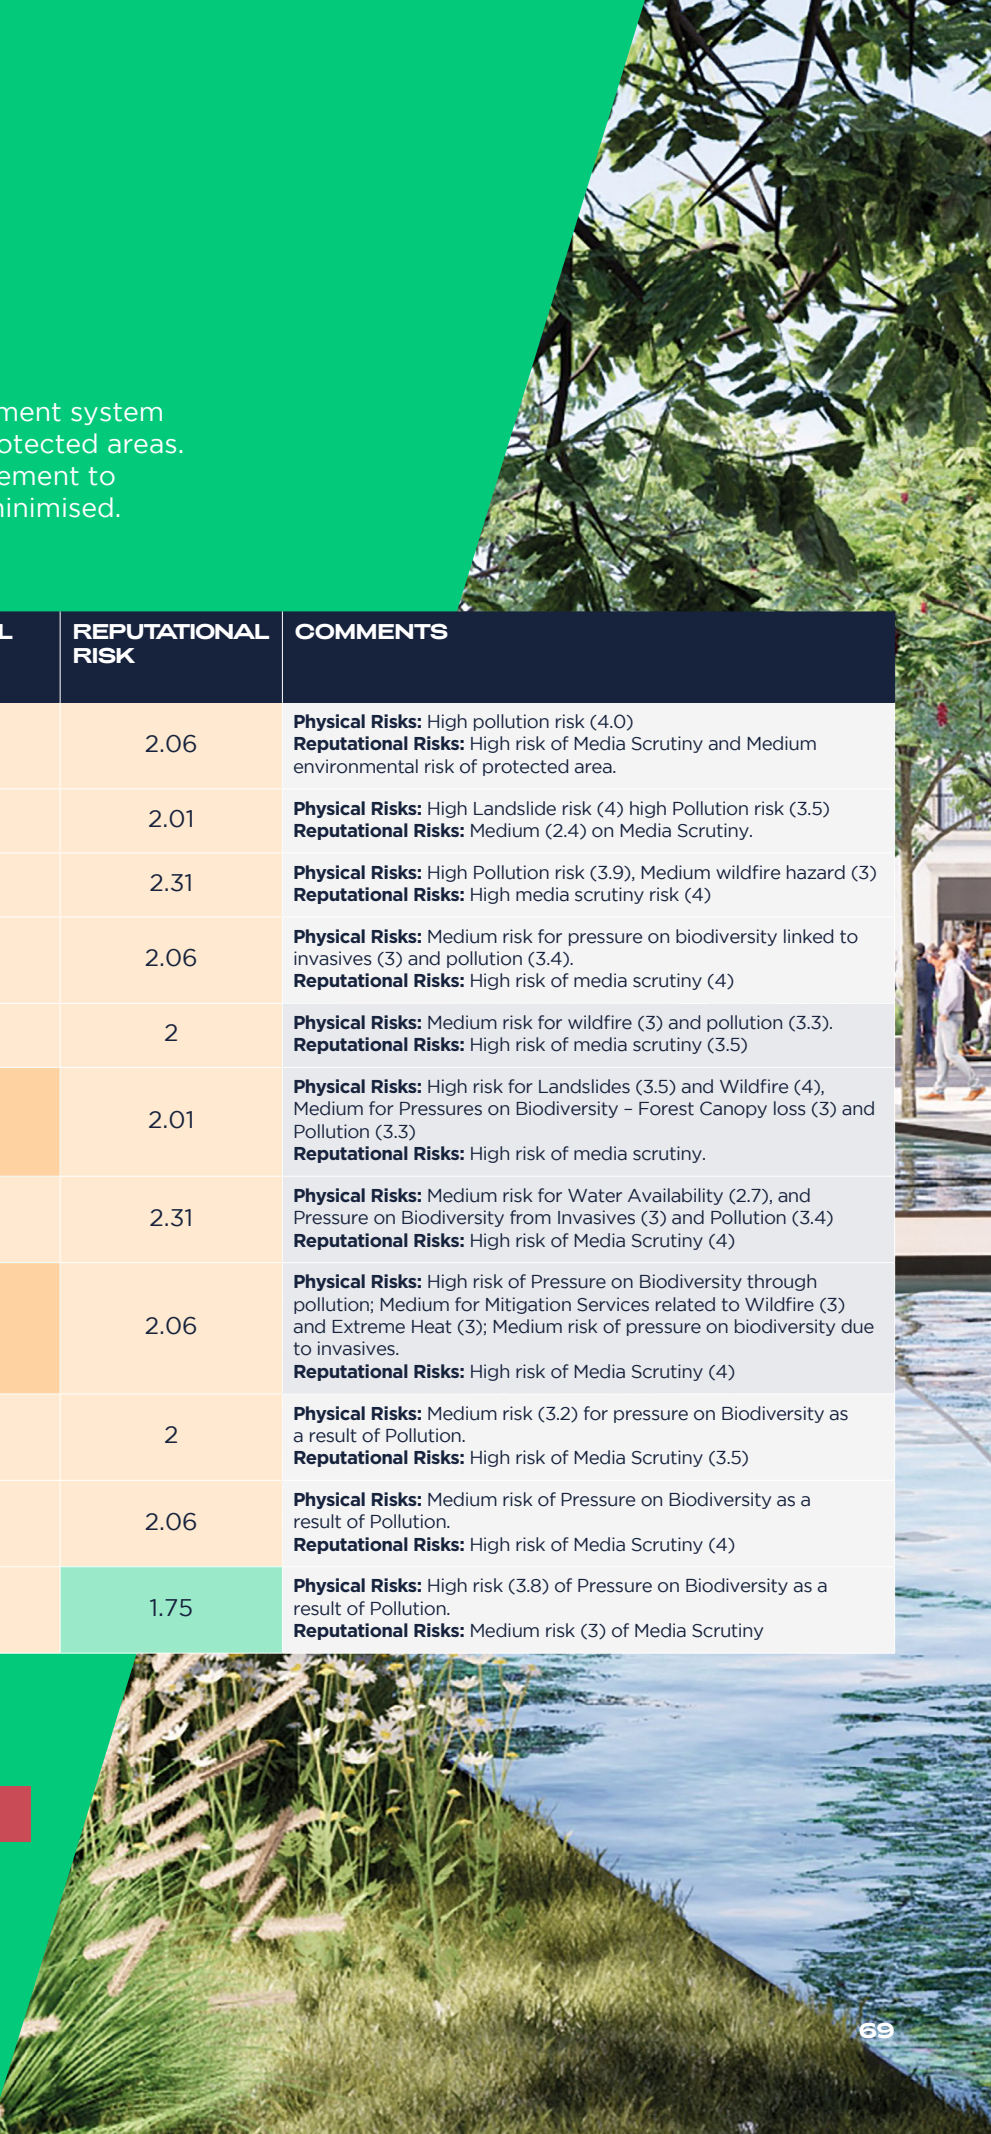 ment system
otected areas.
ement to
inimised.
L
REPUTATIONAL
RISK
COMMENTS
2.06
Physical Risks: High pollution risk (4.0)
Reputational Risks: High risk of Media Scrutiny and Medium
environmental risk of protected area.
2.01
Physical Risks: High Landslide risk (4) high Pollution risk (3.5)
Reputational Risks: Medium (2.4) on Media Scrutiny.
2.31
Physical Risks: High Pollution risk (3.9), Medium wildfire hazard (3)
Reputational Risks: High media scrutiny risk (4)
2.06
Physical Risks: Medium risk for pressure on biodiversity linked to
invasives (3) and pollution (3.4).
Reputational Risks: High risk of media scrutiny (4)
2
Physical Risks: Medium risk for wildfire (3) and pollution (3.3).
Reputational Risks: High risk of media scrutiny (3.5)
2.01
Physical Risks: High risk for Landslides (3.5) and Wildfire (4),
Medium for Pressures on Biodiversity – Forest Canopy loss (3) and
Pollution (3.3)
Reputational Risks: High risk of media scrutiny.
2.31
Physical Risks: Medium risk for Water Availability (2.7), and
Pressure on Biodiversity from Invasives (3) and Pollution (3.4)
Reputational Risks: High risk of Media Scrutiny (4)
2.06
Physical Risks: High risk of Pressure on Biodiversity through
pollution; Medium for Mitigation Services related to Wildfire (3)
and Extreme Heat (3); Medium risk of pressure on biodiversity due
to invasives.
Reputational Risks: High risk of Media Scrutiny (4)
2
Physical Risks: Medium risk (3.2) for pressure on Biodiversity as
a result of Pollution.
Reputational Risks: High risk of Media Scrutiny (3.5)
2.06
Physical Risks: Medium risk of Pressure on Biodiversity as a
result of Pollution.
Reputational Risks: High risk of Media Scrutiny (4)
1.75
Physical Risks: High risk (3.8) of Pressure on Biodiversity as a
result of Pollution.
Reputational Risks: Medium risk (3) of Media Scrutiny
69